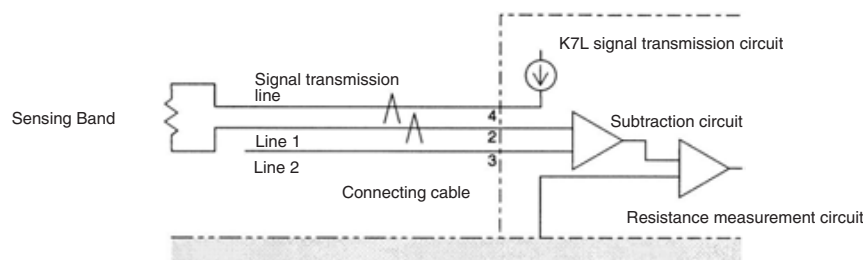 K7L signal transmission circuit
Signal transmission
line
Sensing Band
4
Subtraction circuit
2
Line 1
3
Line 2
Connecting cable
Resistance measurement circuit